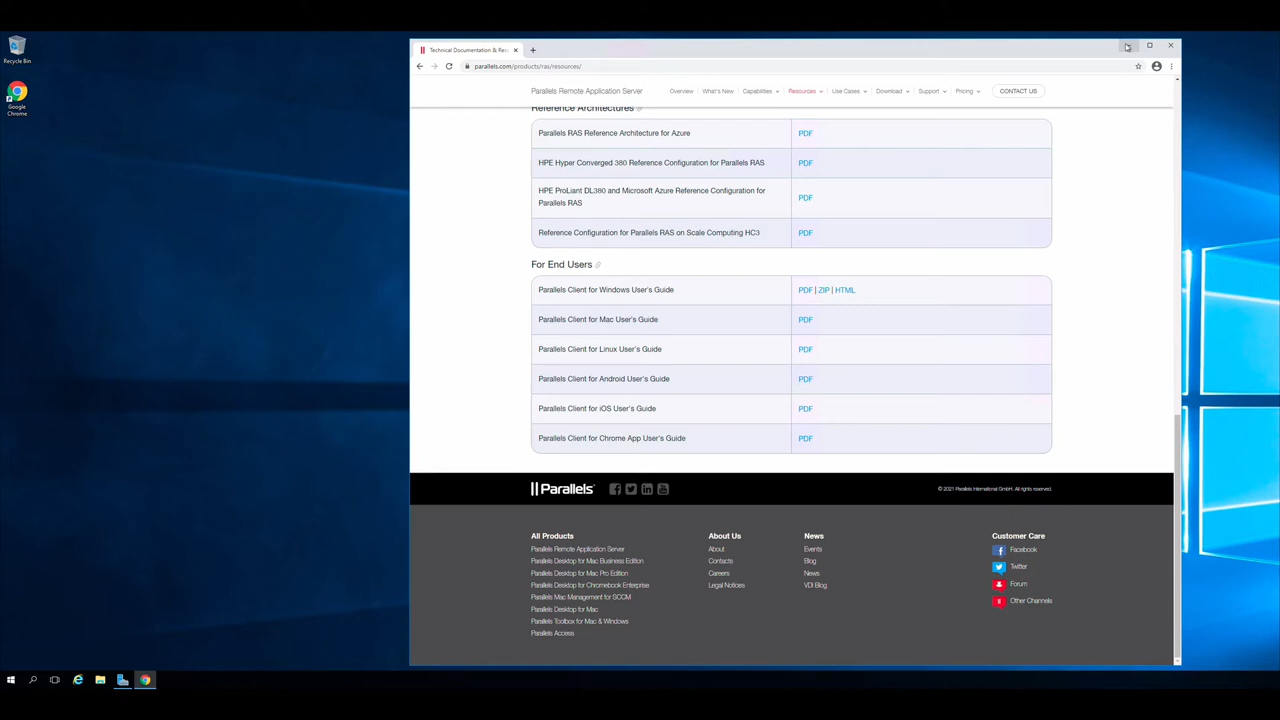 Recycle Bin
Google
Chrome
Technical Documentation & Res
parallels.com/products/ras/resources/
Parallels Remote Application Server
Overview
What's New
Capabilities
Resources
Use Cases
Download
Support
Pricing
CONTACT US
Reference Architectures
Parallels RAS Reference Architecture for Azure
PDF
HPE Hyper Converged 380 Reference Configuration for Parallels RAS
PDF
HPE ProLiant DL380 and Microsoft Azure Reference Configuration for
Parallels RAS
PDF
Reference Configuration for Parallels RAS on Scale Computing HC3
PDF
For End Users
Parallels Client for Windows User's Guide
PDF | ZIP | HTML
Parallels Client for Mac User's Guide
PDF
Parallels Client for Linux User's Guide
PDF
Parallels Client for Android User's Guide
PDF
Parallels Client for iOS User's Guide
PDF
Parallels Client for Chrome App User's Guide
PDF
Parallels
© 2021 Parallels International GmbH. All rights reserved.
All Products
Parallels Remote Application Server
Parallels Desktop for Mac Business Edition
Parallels Desktop for Mac Pro Edition
Parallels Desktop for Chromebook Enterprise
Parallels Mac Management for SCCM
Parallels Desktop for Mac
Parallels Toolbox for Mac & Windows
Parallels Access
About Us
About
Contacts
Careers
Legal Notices
News
Events
Blog
News
VDI Blog
Customer Care
Facebook
Twitter
Forum
Other Channels